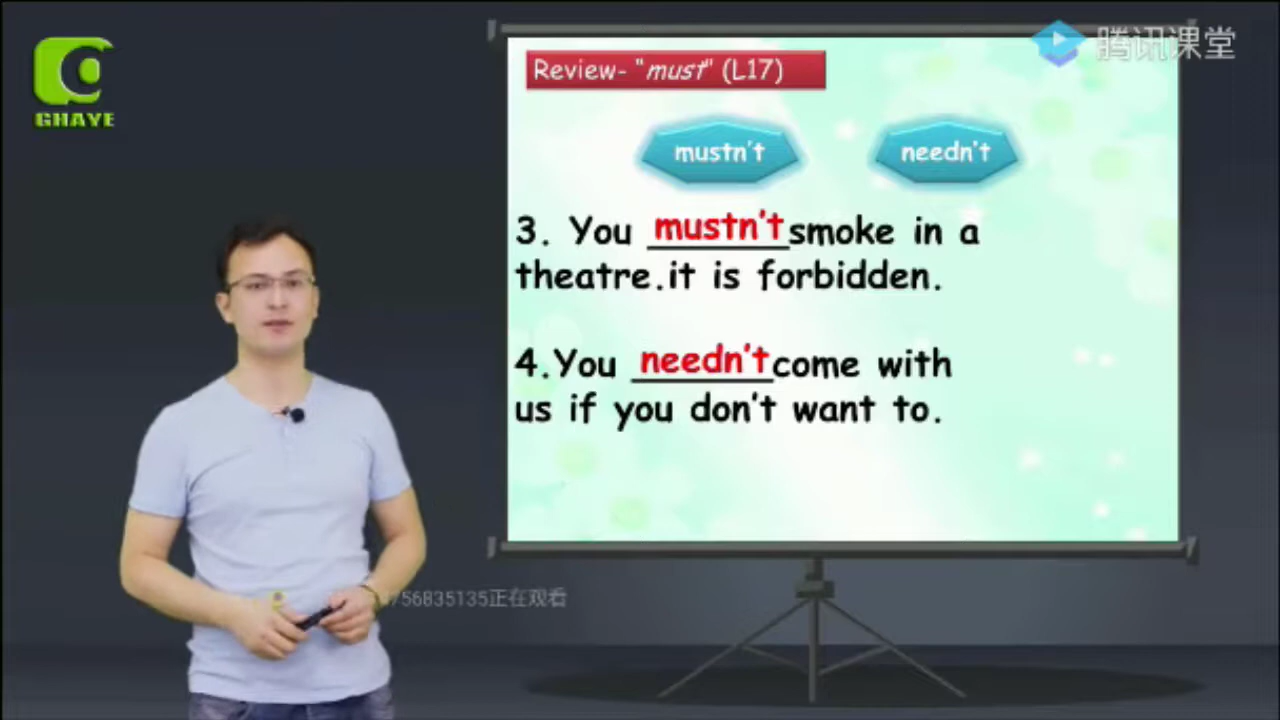 GHAYE
腾讯课堂
Review- "must" (L17)
mustn't needn't
3. You mustn't smoke in a
theatre.it is forbidden.
4.You needn't come with
us if you don't want to.
756835135正在观看